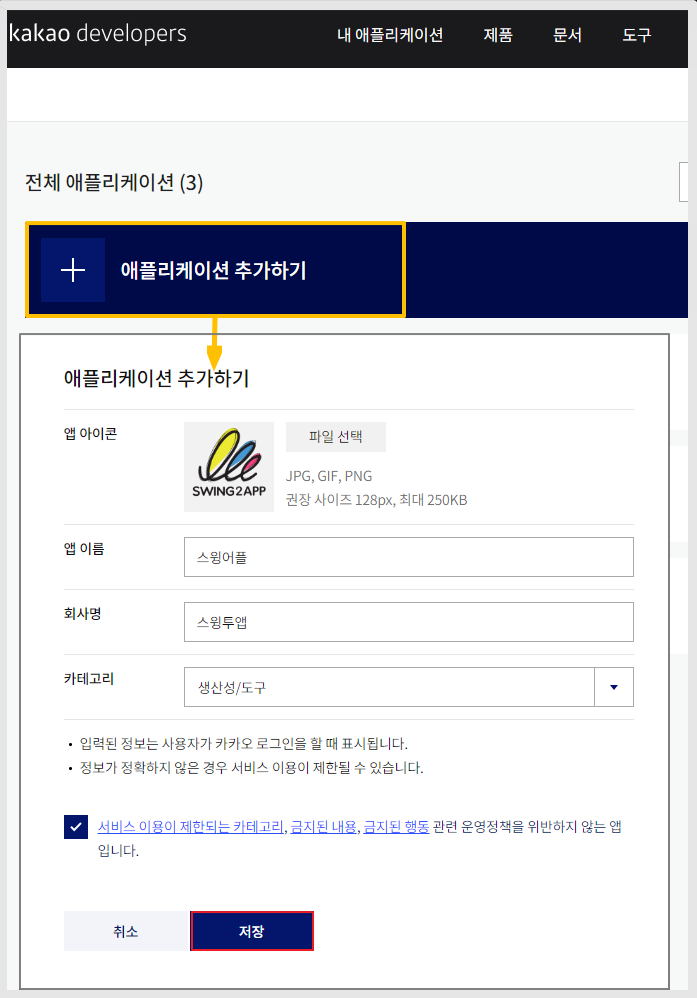 kakao developers
내 애플리케이션 제품 문서 도구
전체 애플리케이션 (3)
애플리케이션 추가하기
애플리케이션 추가하기
앱 아이콘
SWING2APP
파일 선택
JPG, GIF, PNG
권장 사이즈 128px, 최대 250KB
앱 이름
스윙어플
회사명
스윙투앱
카테고리
생산성/도구
• 입력된 정보는 사용자가 카카오 로그인을 할 때 표시됩니다.
• 정보가 정확하지 않은 경우 서비스 이용이 제한될 수 있습니다.
서비스 이용이 제한되는 카테고리, 금지된 내용, 금지된 행동 관련 운영정책을 위반하지 않는 앱
입니다.
취소
저장